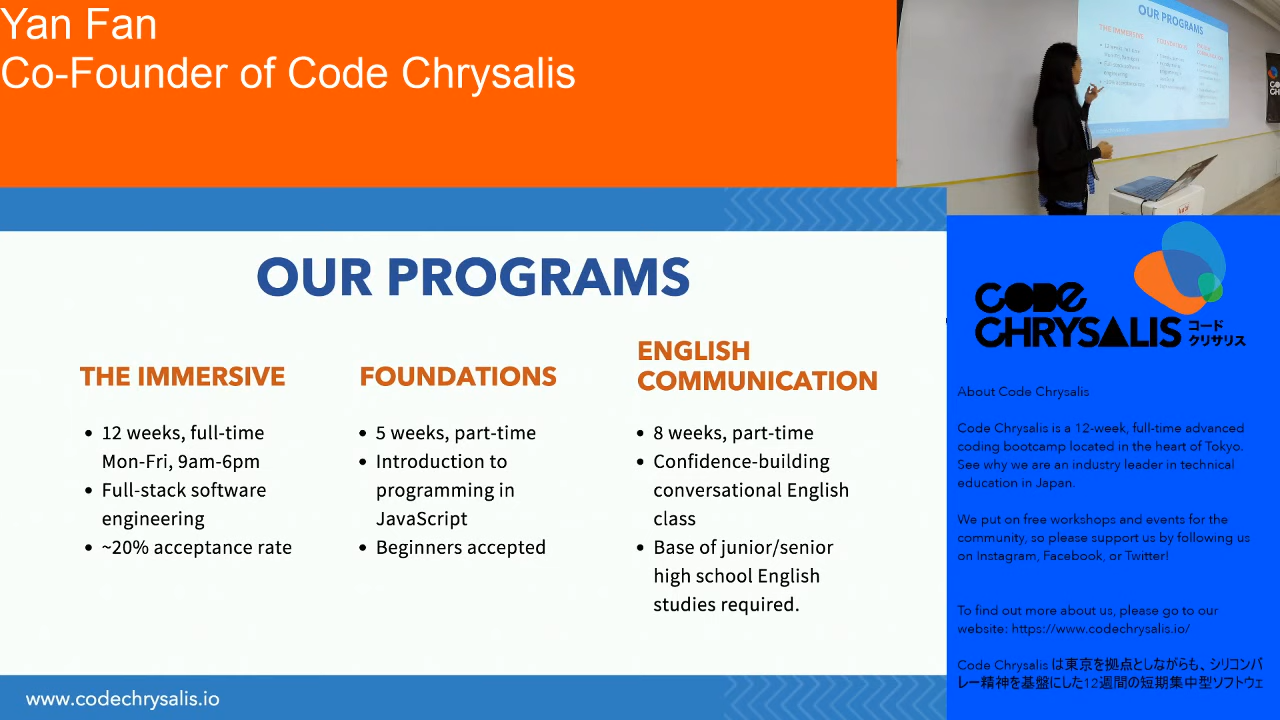 Yan Fan
Co-Founder of Code Chrysalis
OUR PROGRAMS
THE IMMERSIVE
FOUNDATIONS
OUR PROGRAMS
THE IMMERSIVE
• 12 weeks, full-time
Mon-Fri, 9am-6pm
• Full-stack software
engineering
• ~20% acceptance rate
FOUNDATIONS
• 5 weeks, part-time
• Introduction to
programming in
JavaScript
• Beginners accepted
ENGLISH
COMMUNICATION
• 8 weeks, part-time
• Confidence-building
conversational English
class
• Base of junior/senior
high school English
studies required.
www.codechrysalis.io
CODE
CHRYSALIS
コード
クリサリス
About Code Chrysalis
Code Chrysalis is a 12-week, full-time advanced
coding bootcamp located in the heart of Tokyo.
See why we are an industry leader in technical
education in Japan.
We put on free workshops and events for the
community, so please support us by following us
on Instagram, Facebook, or Twitter!
To find out more about us, please go to our
website: https://www.codechrysalis.io/
Code Chrysalis は東京を拠点としながらも、シリコンバ
レー精神を基盤にした12週間の短期集中型ソフトウェ